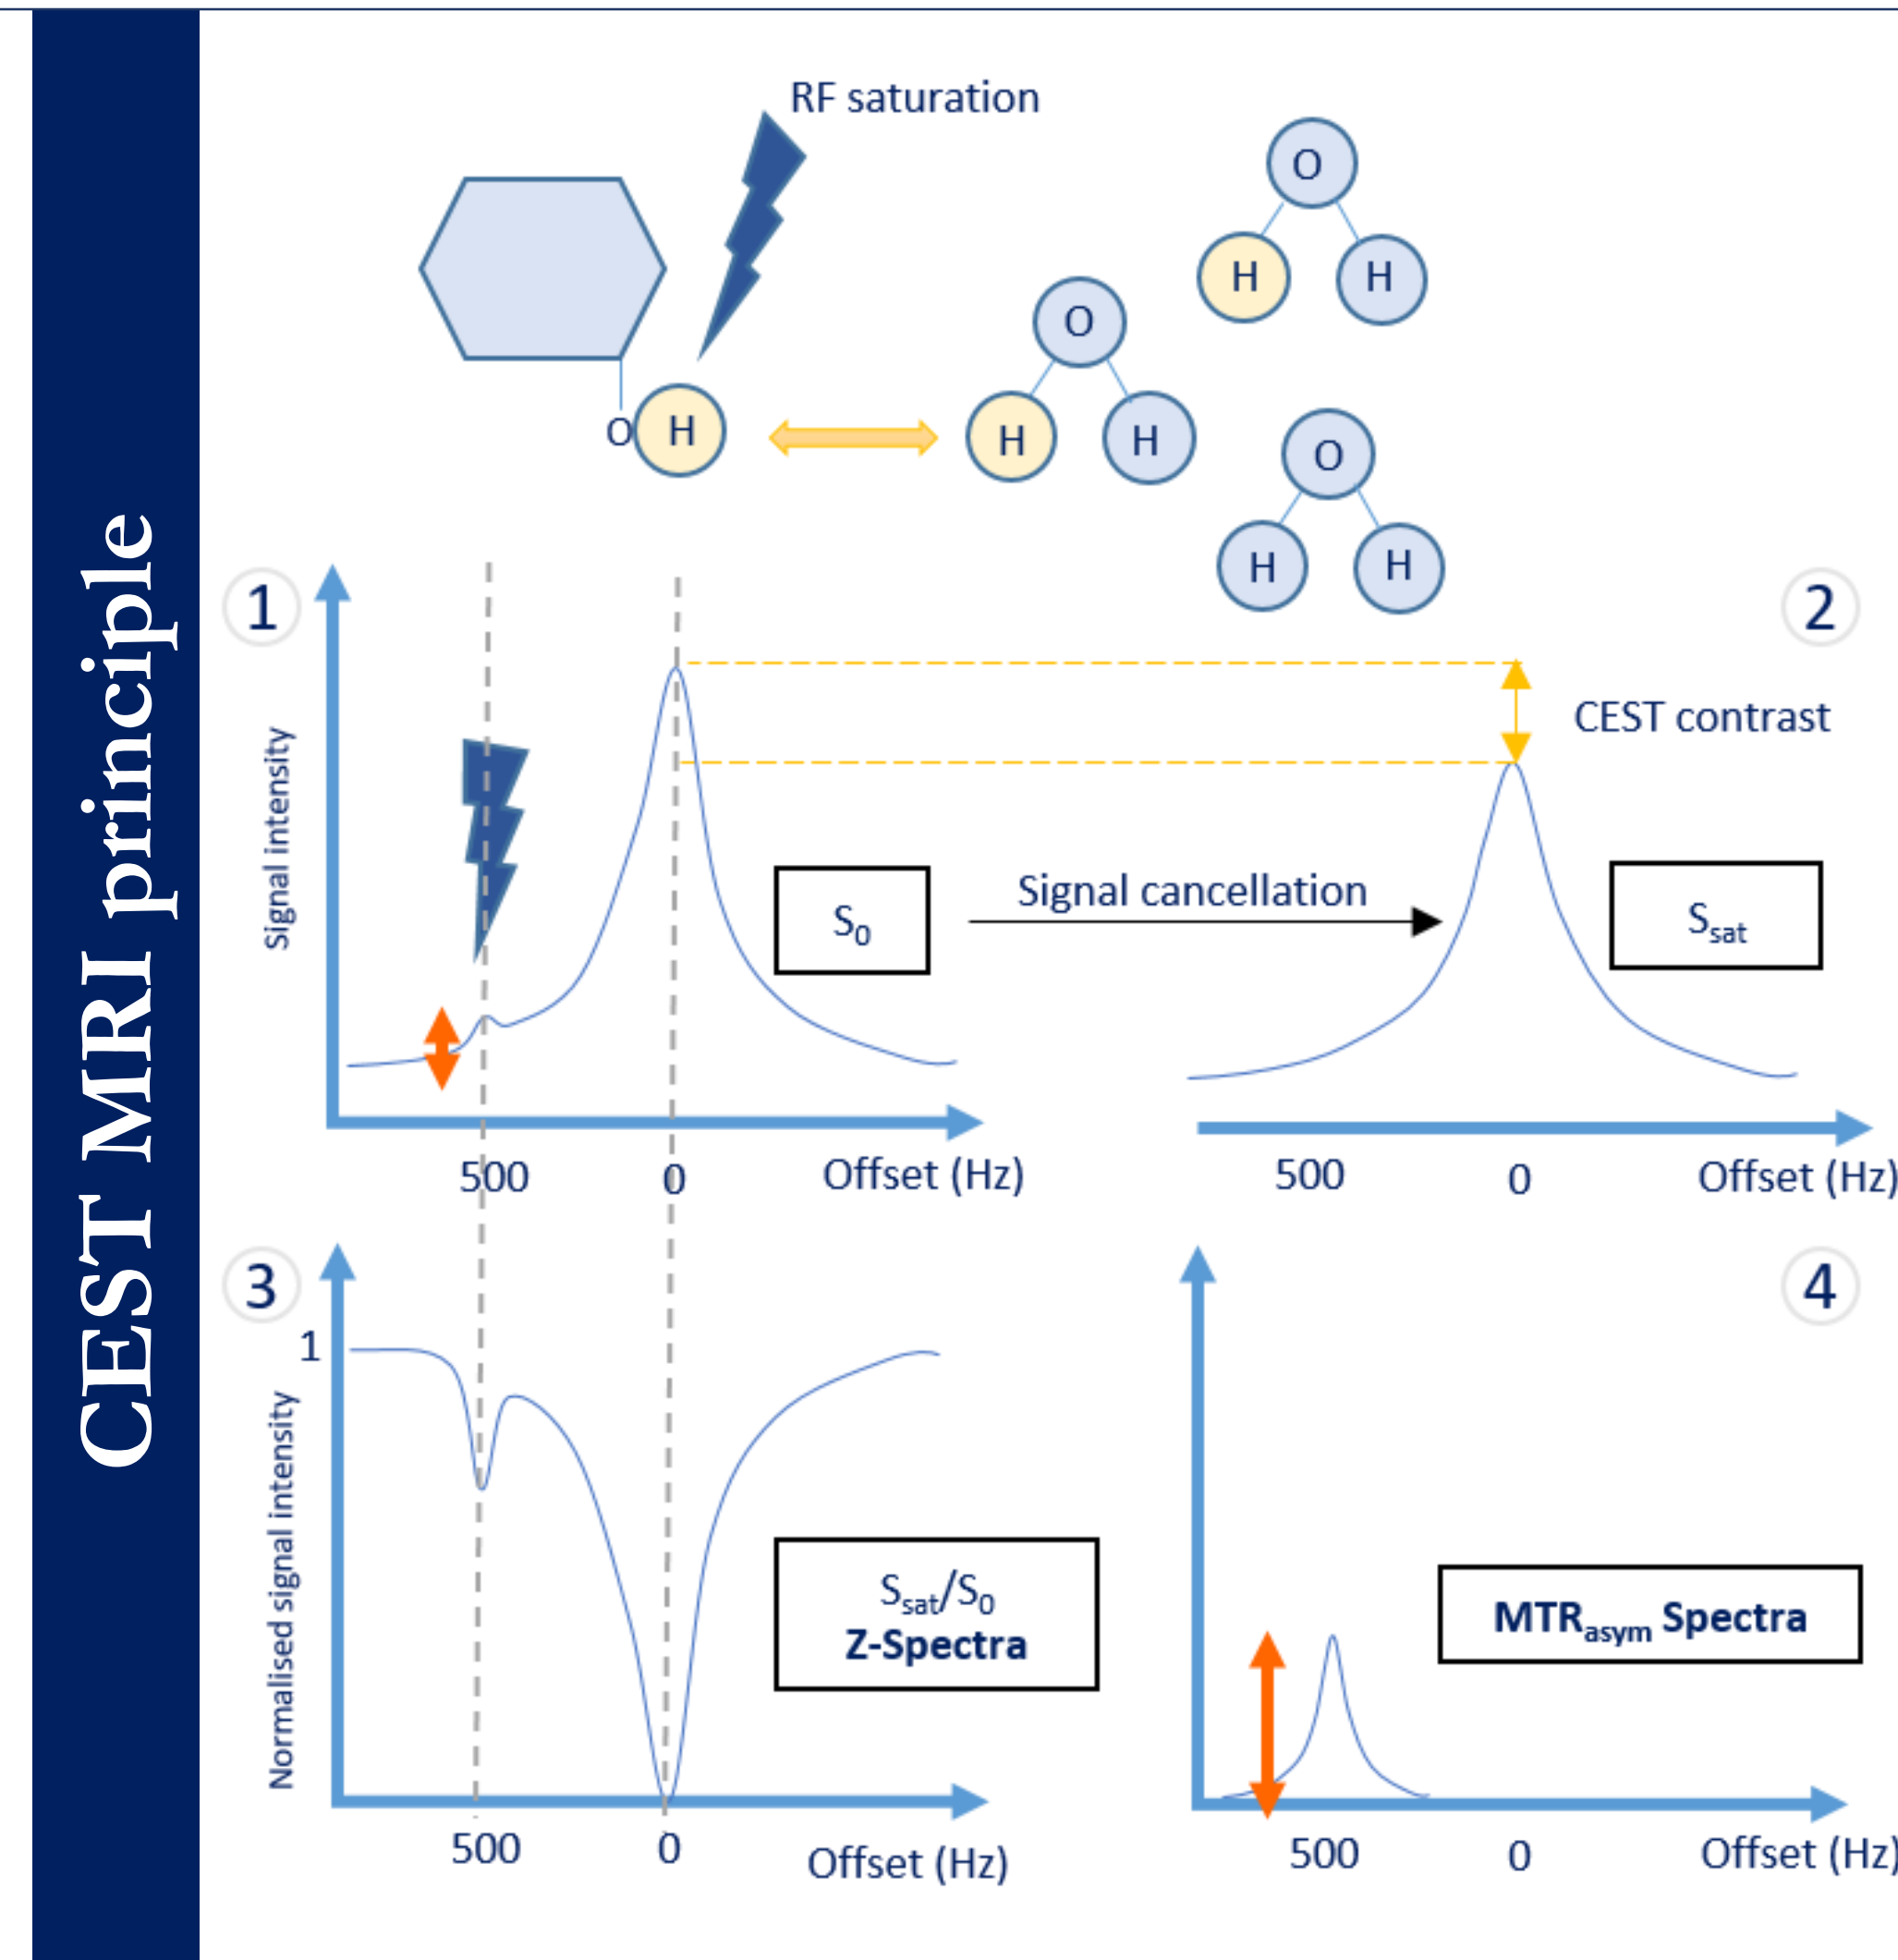 CEST MRI principle
RF saturation
O
H H
O
H H
O H
O
H H
1
2
Signal intensity
CEST contrast
S0
Signal cancellation
Ssat
500 0 Offset (Hz)
500 0 Offset (Hz)
3
4
1
Normalised signal intensity
Ssat/S0
Z-Spectra
MTRasym Spectra
500 0 Offset (Hz)
500 0 Offset (Hz)